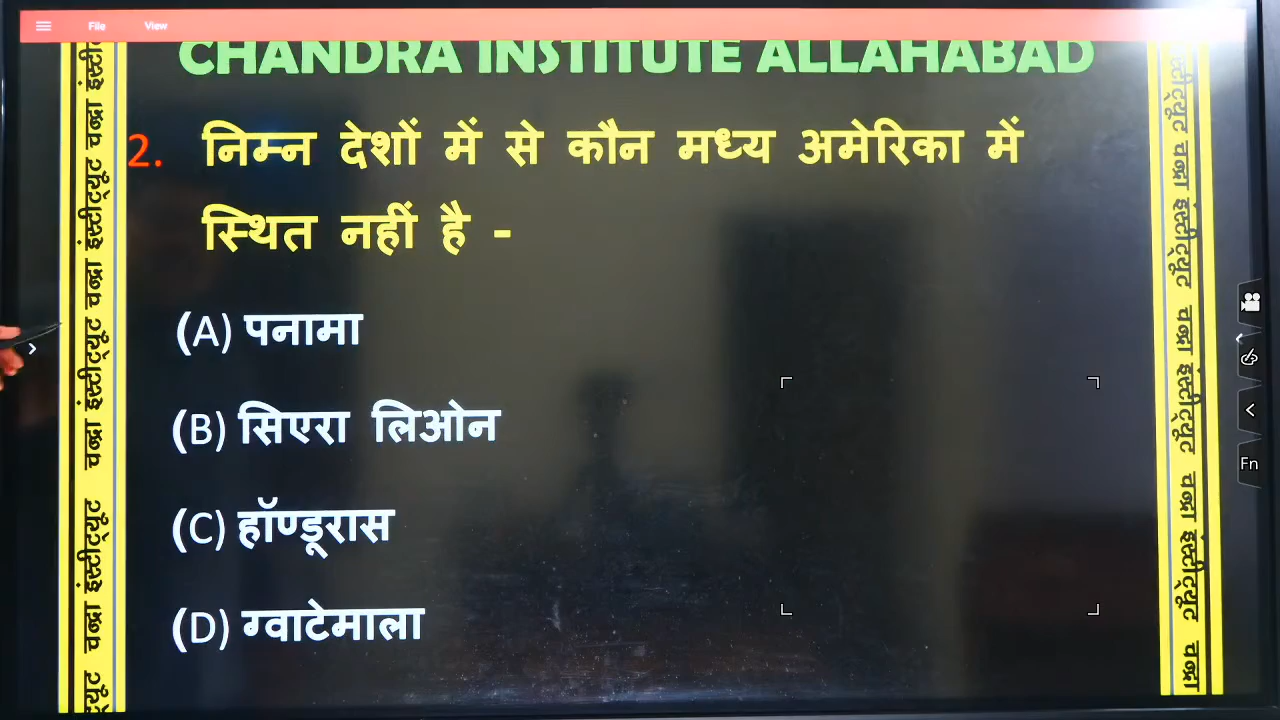 File View
CHANDRA INSTITUTE ALLAHABAD
2. निम्न देशों में से कौन मध्य अमेरिका में
स्थित नहीं है -
(A) पनामा
(B) सिएरा लिओन
(C) हॉण्डूरास
(D) ग्वाटेमाला
Fn
चन्द्रा इंस्टीट्यूट चन्द्रा इंस्टीट्यूट चन्द्रा इंस्टीट्यूट
चन्द्रा इंस्टीट्यूट चन्द्रा इंस्टीट्यूट चन्द्रा इंस्टीट्यूट चन्द्रा